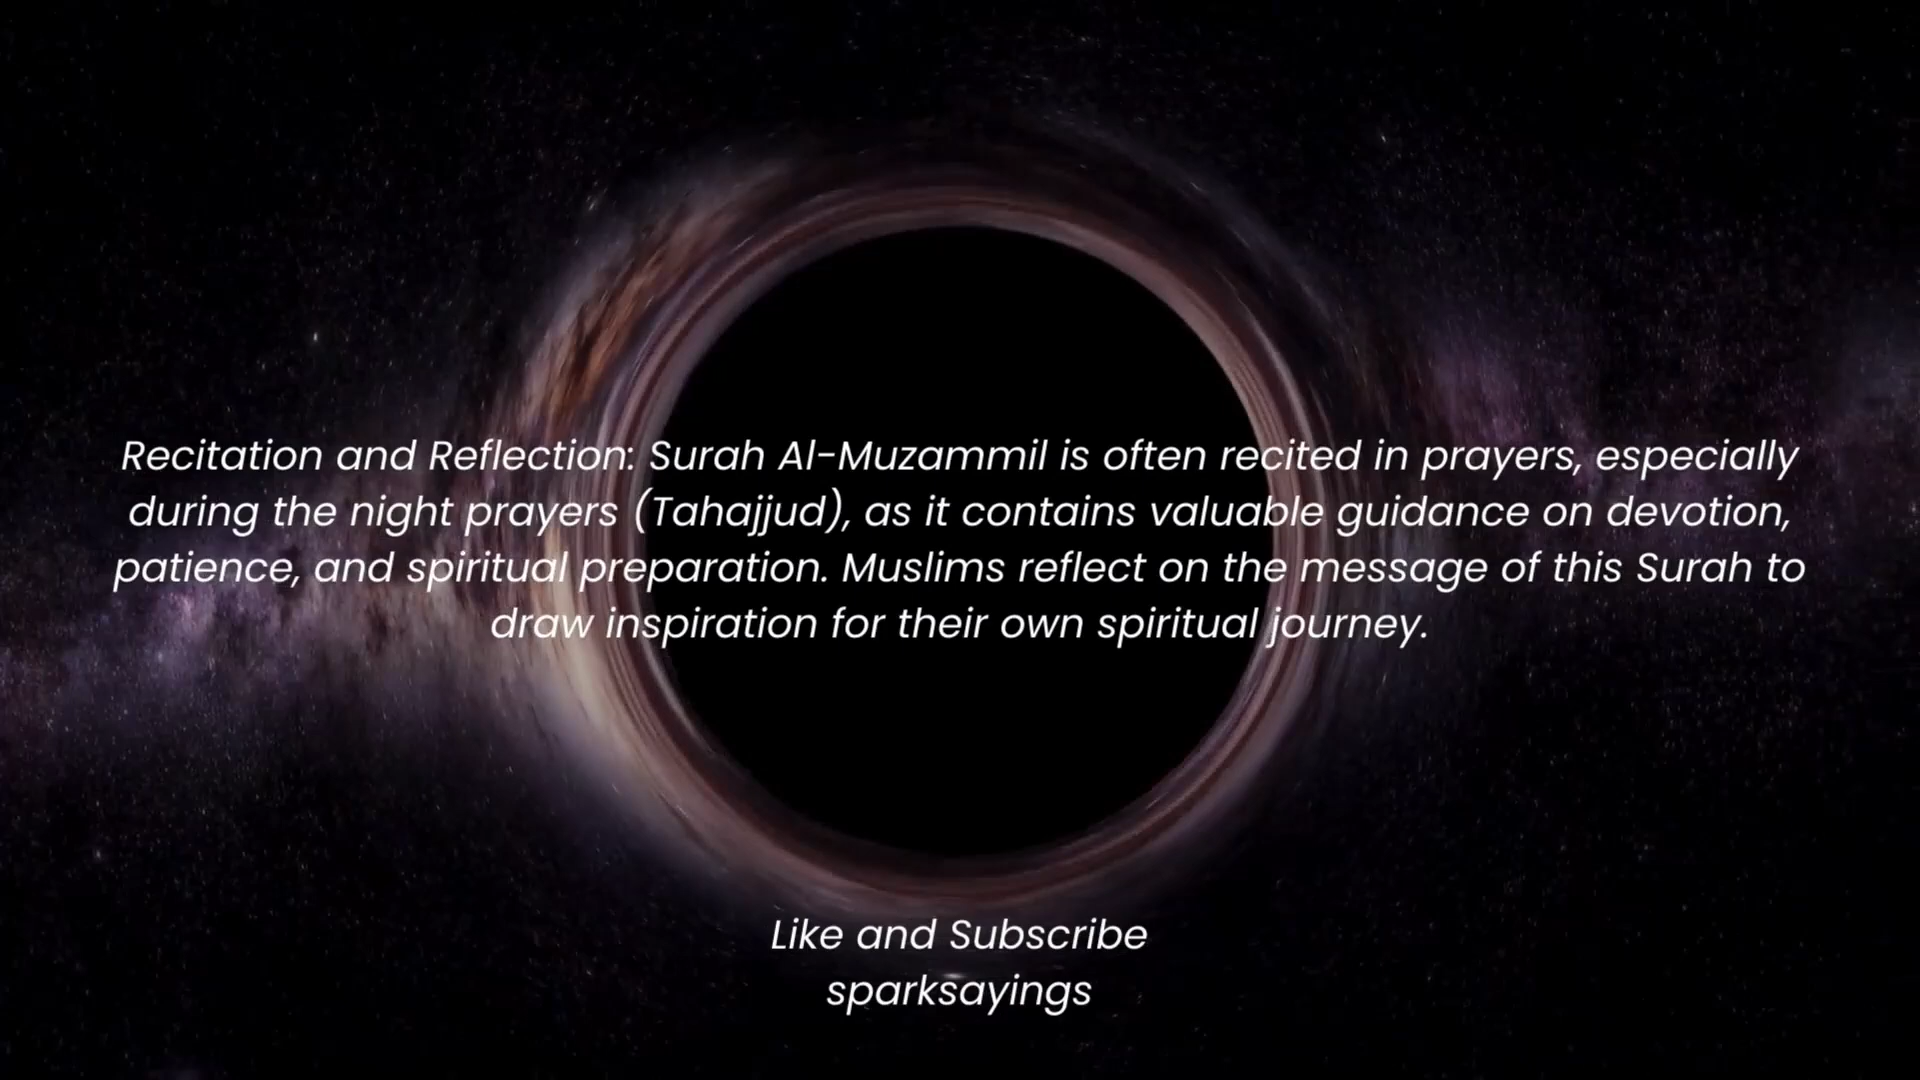 Recitation and Reflection: Surah Al-Muzammil is often recited in prayers, especially
during the night prayers (Tahajjud), as it contains valuable guidance on devotion,
patience, and spiritual preparation. Muslims reflect on the message of this Surah to
draw inspiration for their own spiritual journey.
Like and Subscribe
sparksayings